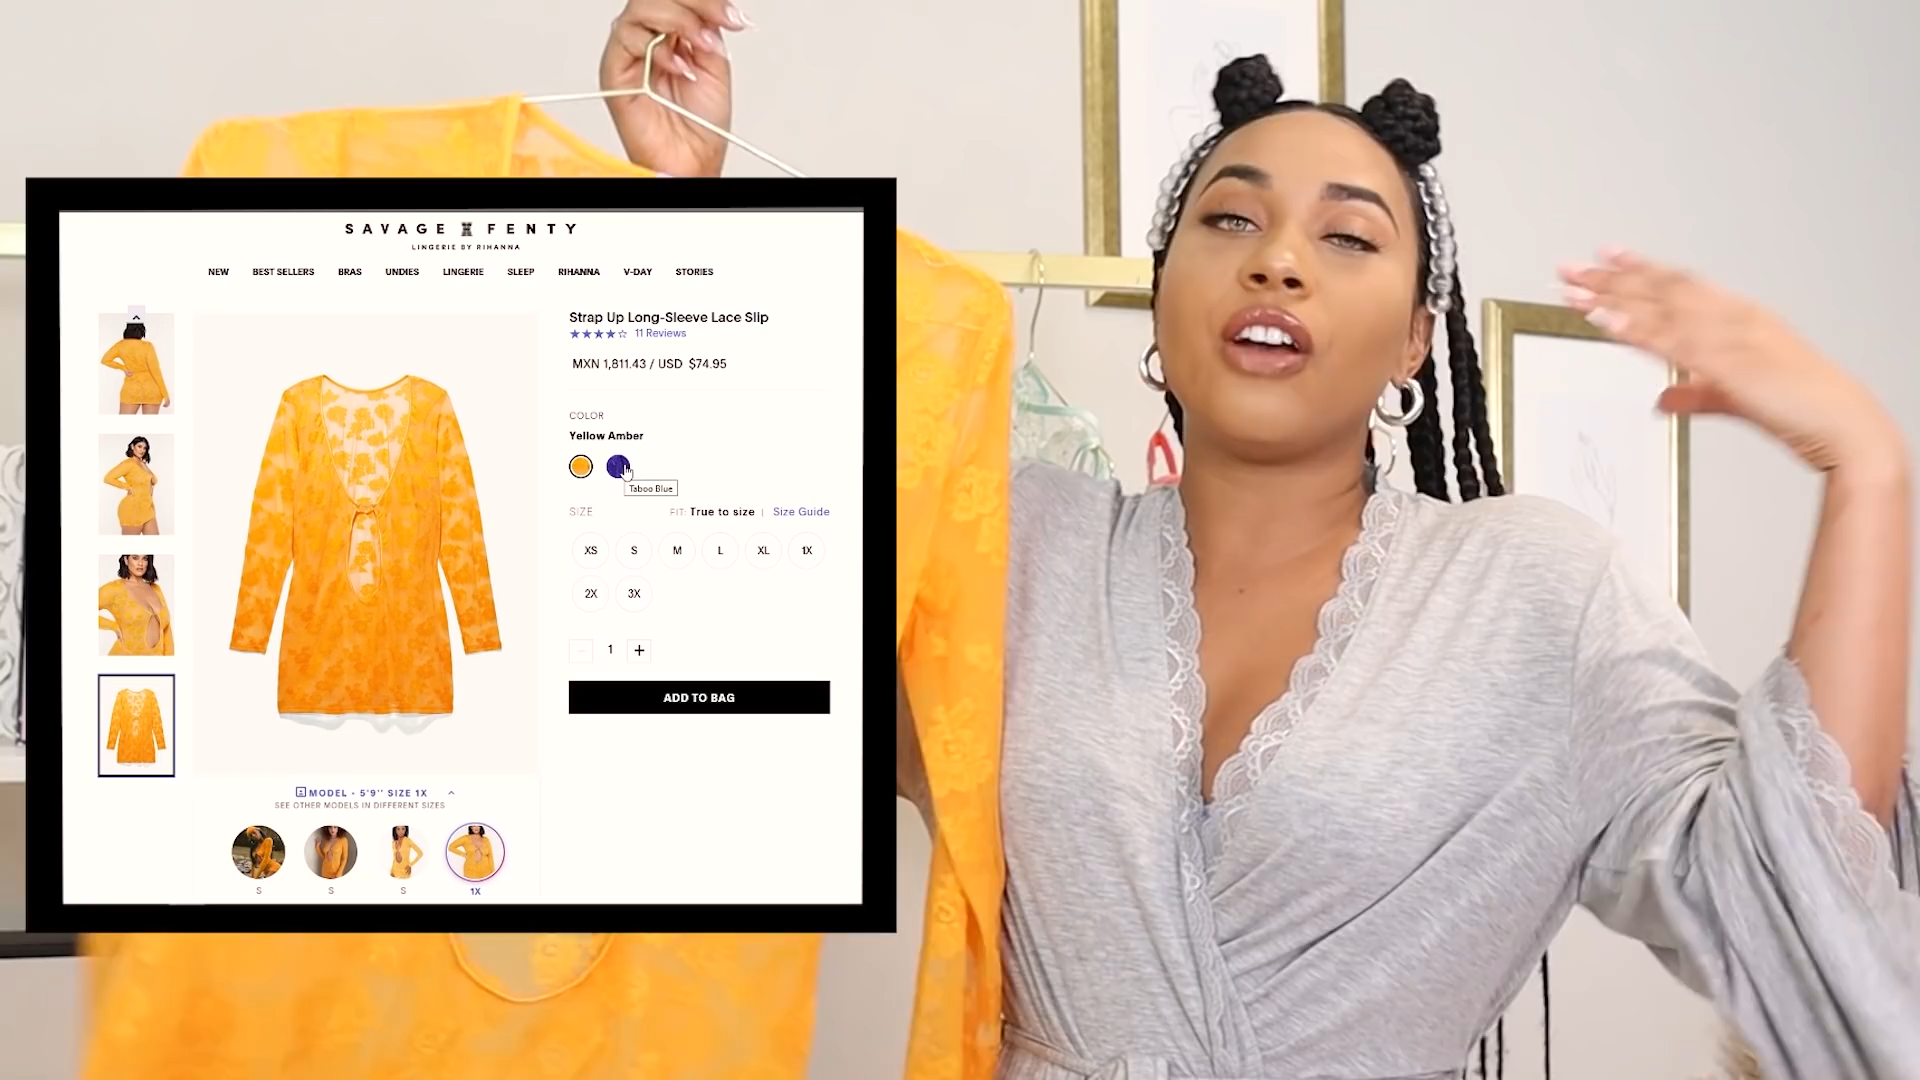 SAVAGE X FENTY
LINGERIE BY RIHANNA
NEW BEST SELLERS BRAS UNDIES LINGERIE SLEEP RIHANNA V-DAY STORIES
Strap Up Long-Sleeve Lace Slip
★★★★☆ 11 Reviews
MXN 1,811.43 / USD $74.95
COLOR
Yellow Amber
Taboo Blue
SIZE FIT: True to size | Size Guide
XS S M L XL 1X
2X 3X
- 1 +
ADD TO BAG
MODEL - 5'9'' SIZE 1X
SEE OTHER MODELS IN DIFFERENT SIZES
S S S 1X